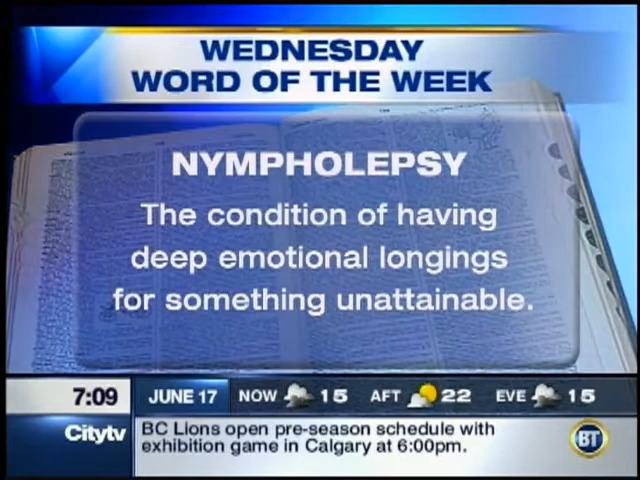 WEDNESDAY
WORD OF THE WEEK
NYMPHOLEPSY
The condition of having
deep emotional longings
for something unattainable.
7:09 JUNE 17 NOW 15 AFT 22 EVE 15
Citytv
BC Lions open pre-season schedule with
exhibition game in Calgary at 6:00pm.
BT